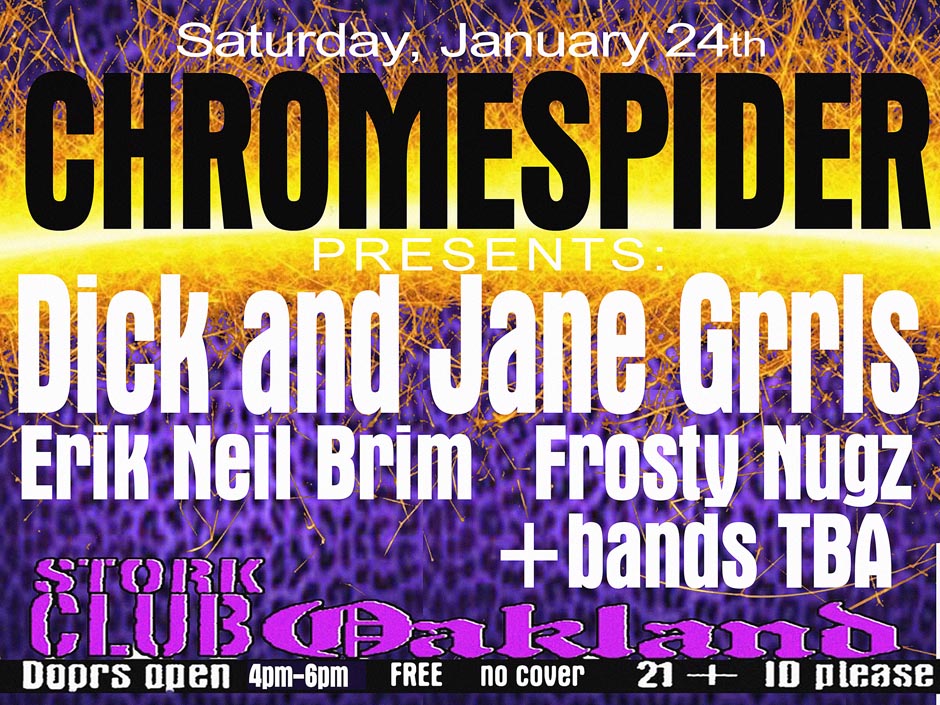 Saturday, January 24th
CHROMESPIDER
PRESENTS:
Dick and Jane Grrls
Erik Neil Brim Frosty Nugz
+bands TBA
STORK
CLUB Oakland
Doors open 4pm-6pm FREE no cover 21 + ID please